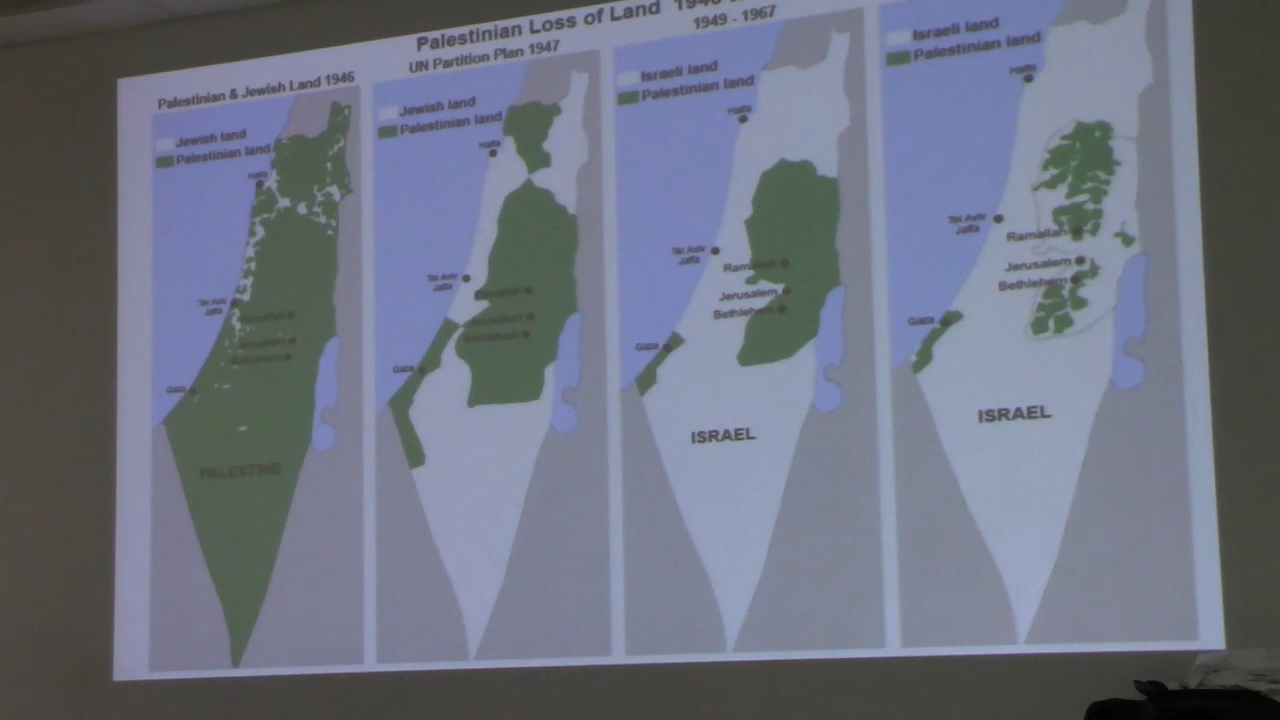 Palestinian Loss of Land
Palestinian & Jewish Land 1946
Jewish land
Palestinian land
Haifa
Tel Aviv
Jaffa
Gaza
PALESTINE
UN Partition Plan 1947
Jewish land
Palestinian land
Haifa
Tel Aviv
Jaffa
Gaza
1949 - 1967
Israeli land
Palestinian land
Haifa
Tel Aviv
Jaffa
Ramallah
Jerusalem
Bethlehem
Gaza
ISRAEL
Israeli land
Palestinian land
Haifa
Tel Aviv
Jaffa
Ramallah
Jerusalem
Bethlehem
Gaza
ISRAEL